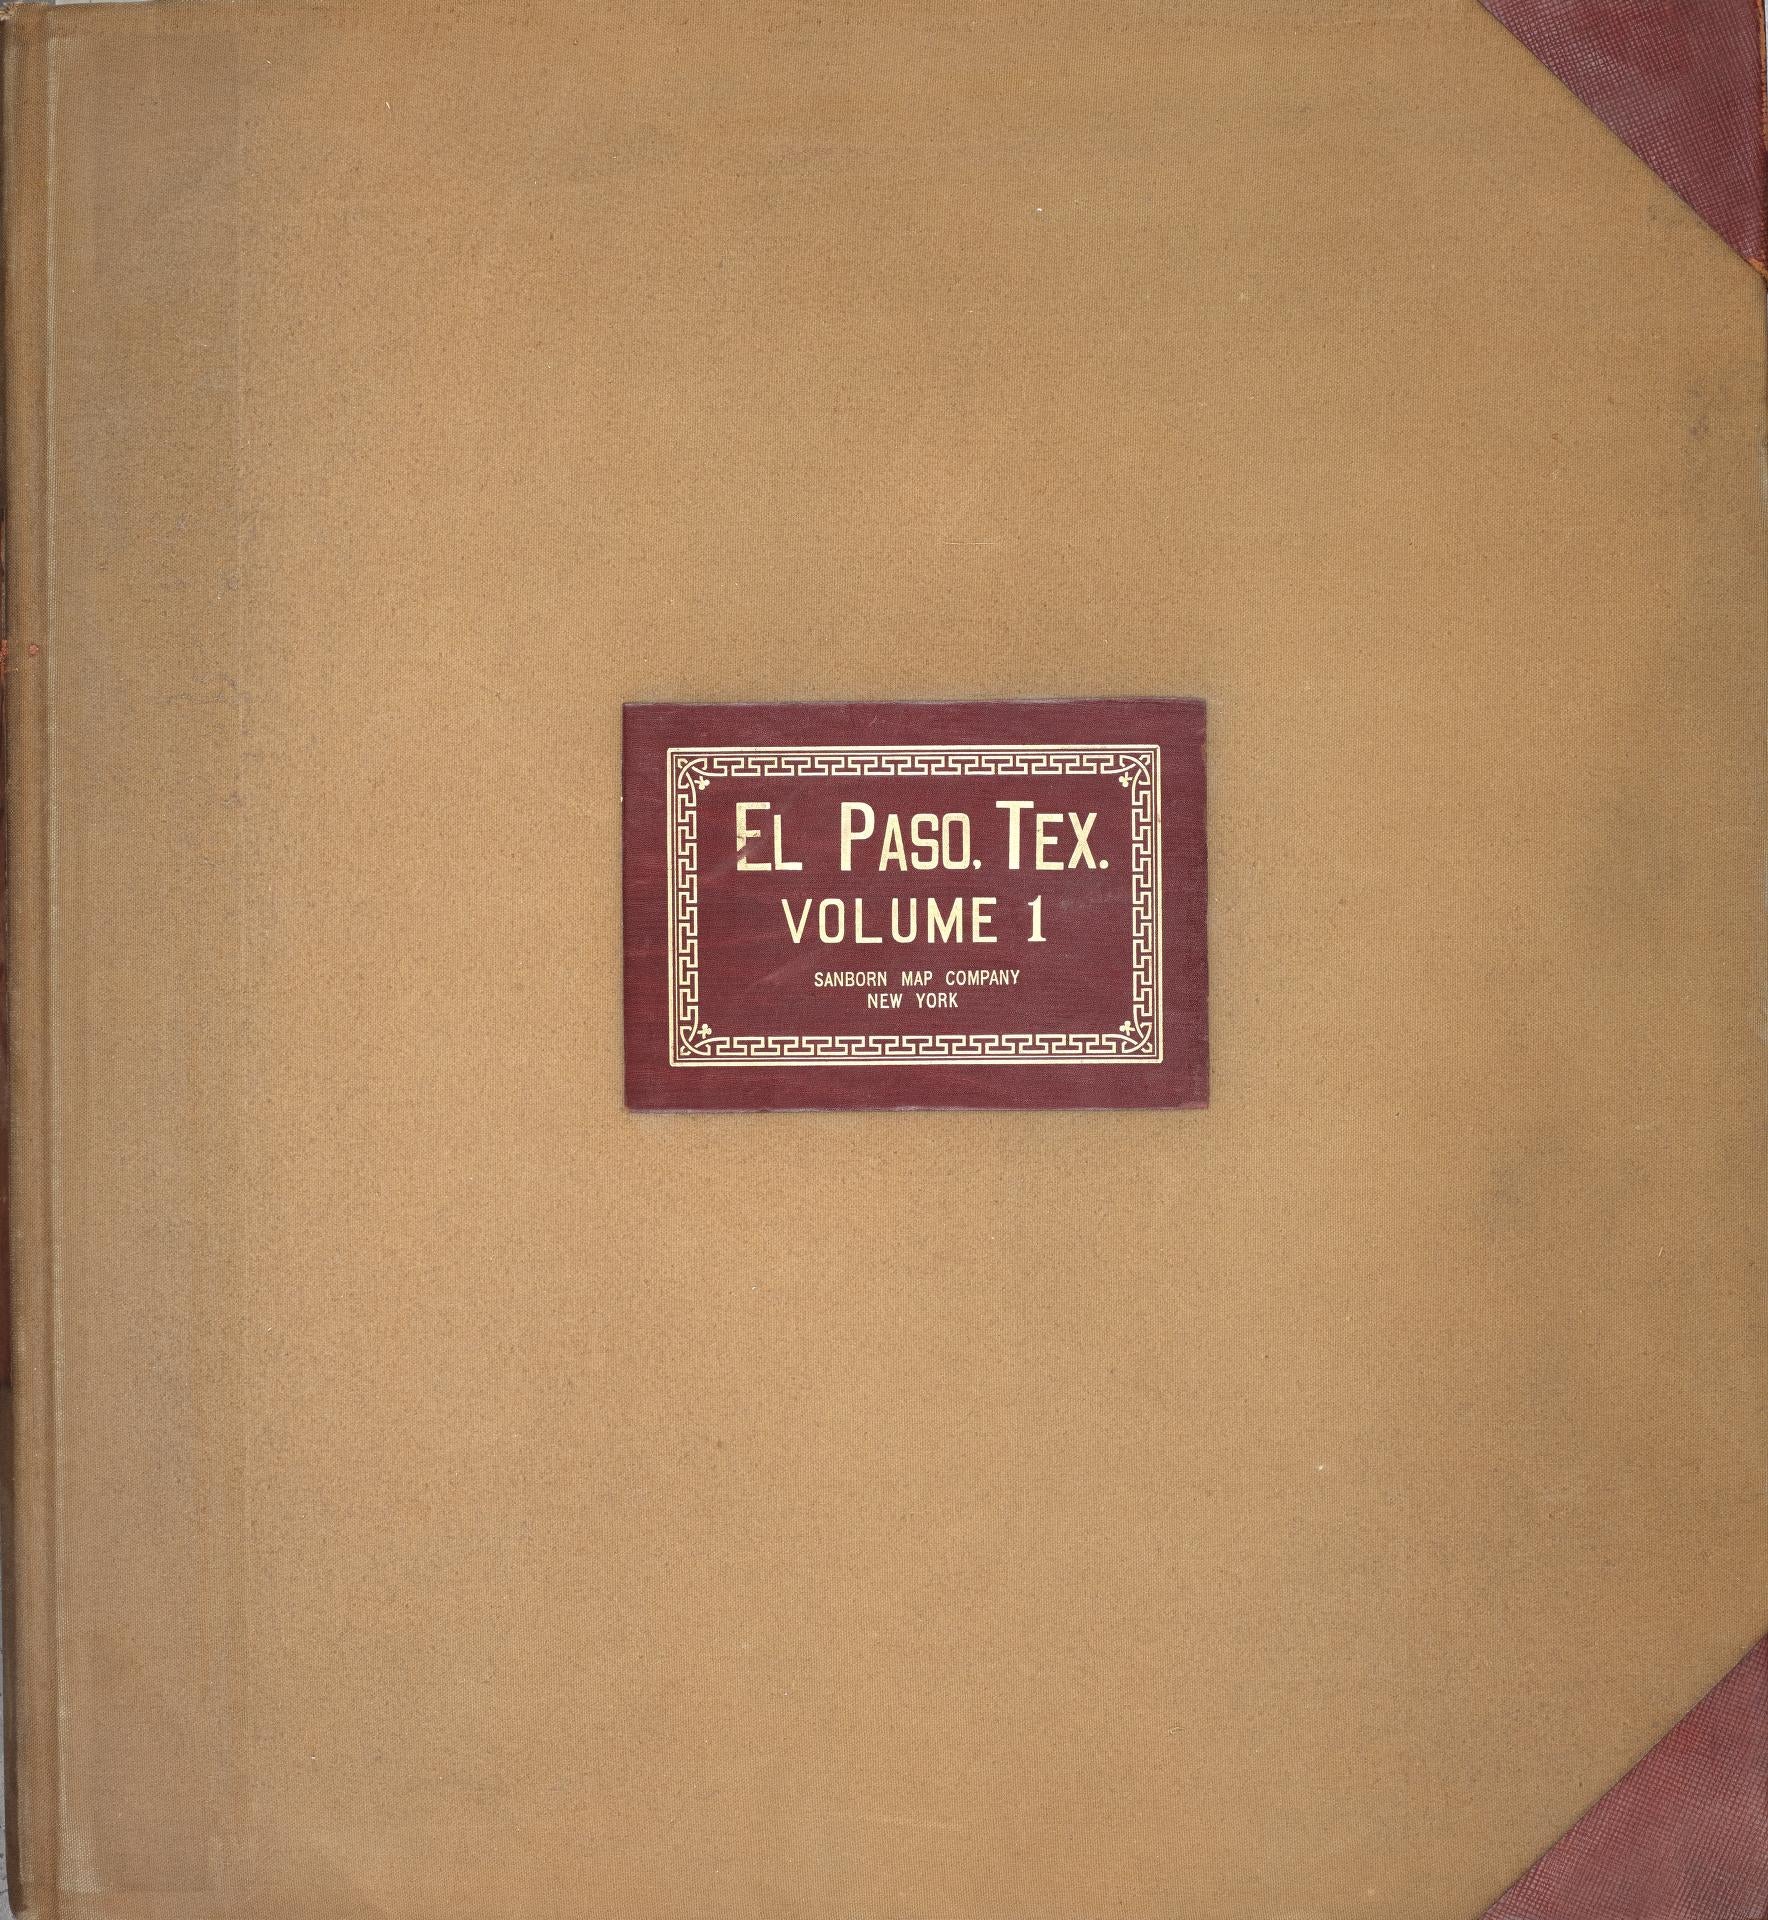 EL PASO, TEX.
VOLUME 1
SANBORN MAP COMPANY
NEW YORK